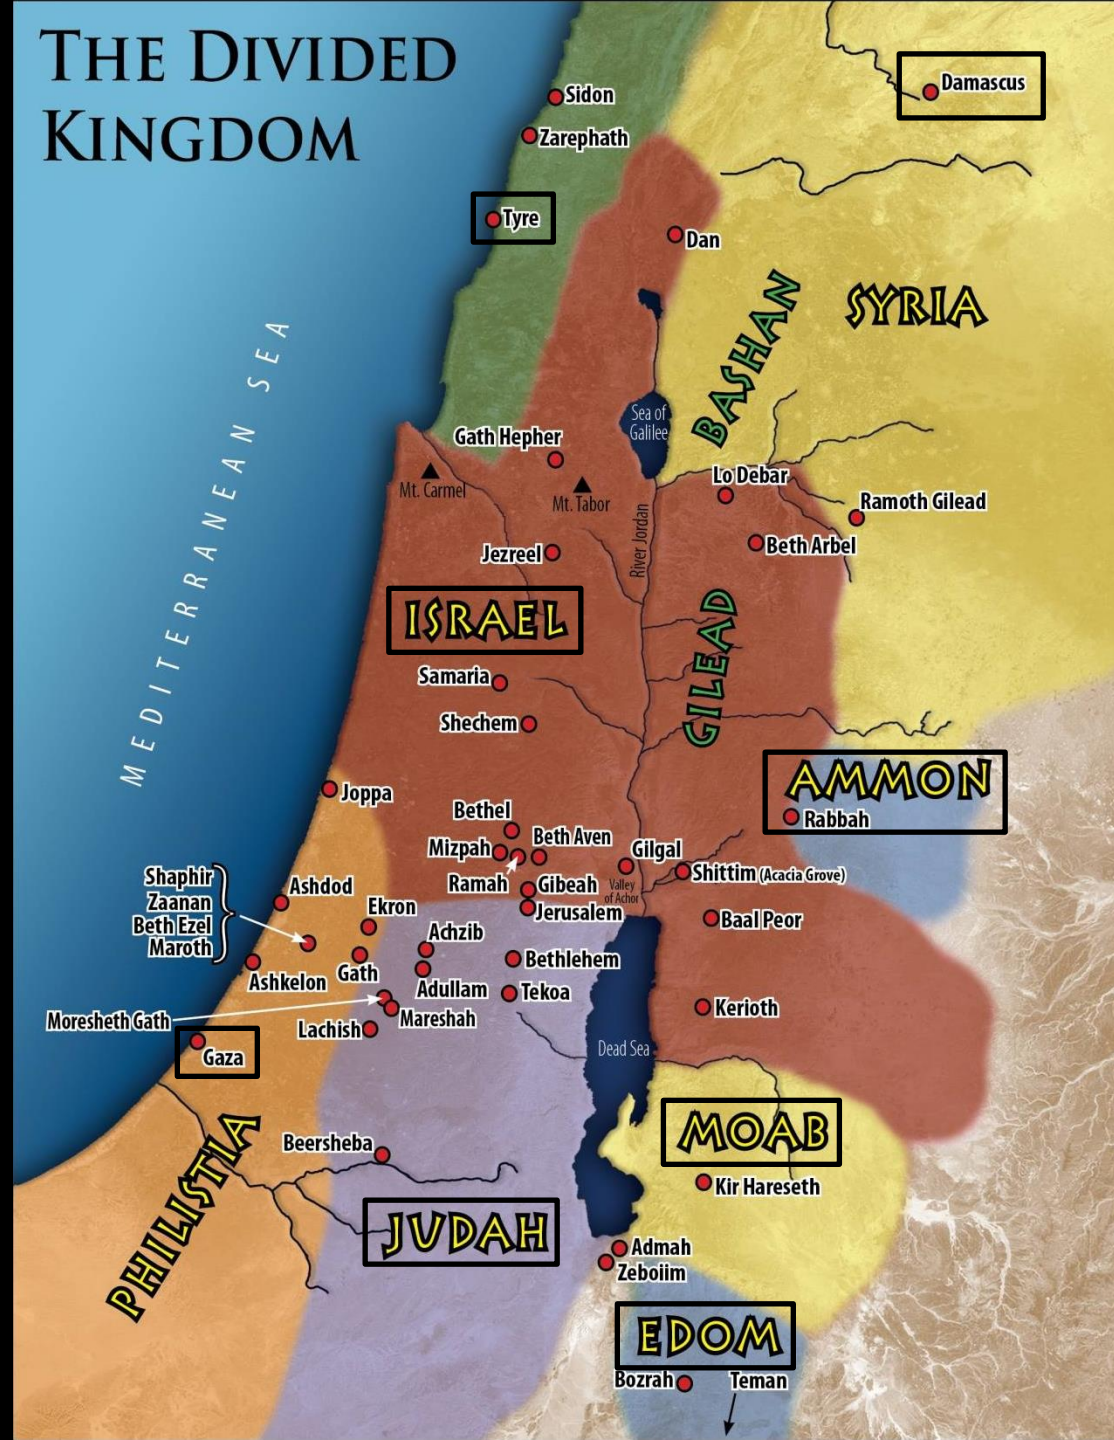 THE DIVIDED
KINGDOM
Damascus
Sidon
Zarephath
Tyre
Dan
SYRIA
BASHAN
MEDITERRANEAN SEA
Sea of
Galilee
Gath Hepher
Mt. Carmel
Mt. Tabor
Lo Debar
Ramoth Gilead
River Jordan
Jezreel
Beth Arbel
ISRAEL
GILEAD
Samaria
Shechem
AMMON
Rabbah
Joppa
Bethel
Mizpah
Beth Aven
Ramah
Gilgal
Shittim (Acacia Grove)
Valley
of Achor
Gibeah
Jerusalem
Shaphir
Zaanan
Beth Ezel
Maroth
Ashdod
Ekron
Baal Peor
Achzib
Bethlehem
Ashkelon
Gath
Adullam
Tekoa
Moresheth Gath
Mareshah
Kerioth
Lachish
Gaza
Dead Sea
PHILISTIA
Beersheba
MOAB
Kir Hareseth
JUDAH
Admah
Zeboiim
EDOM
Bozrah
Teman